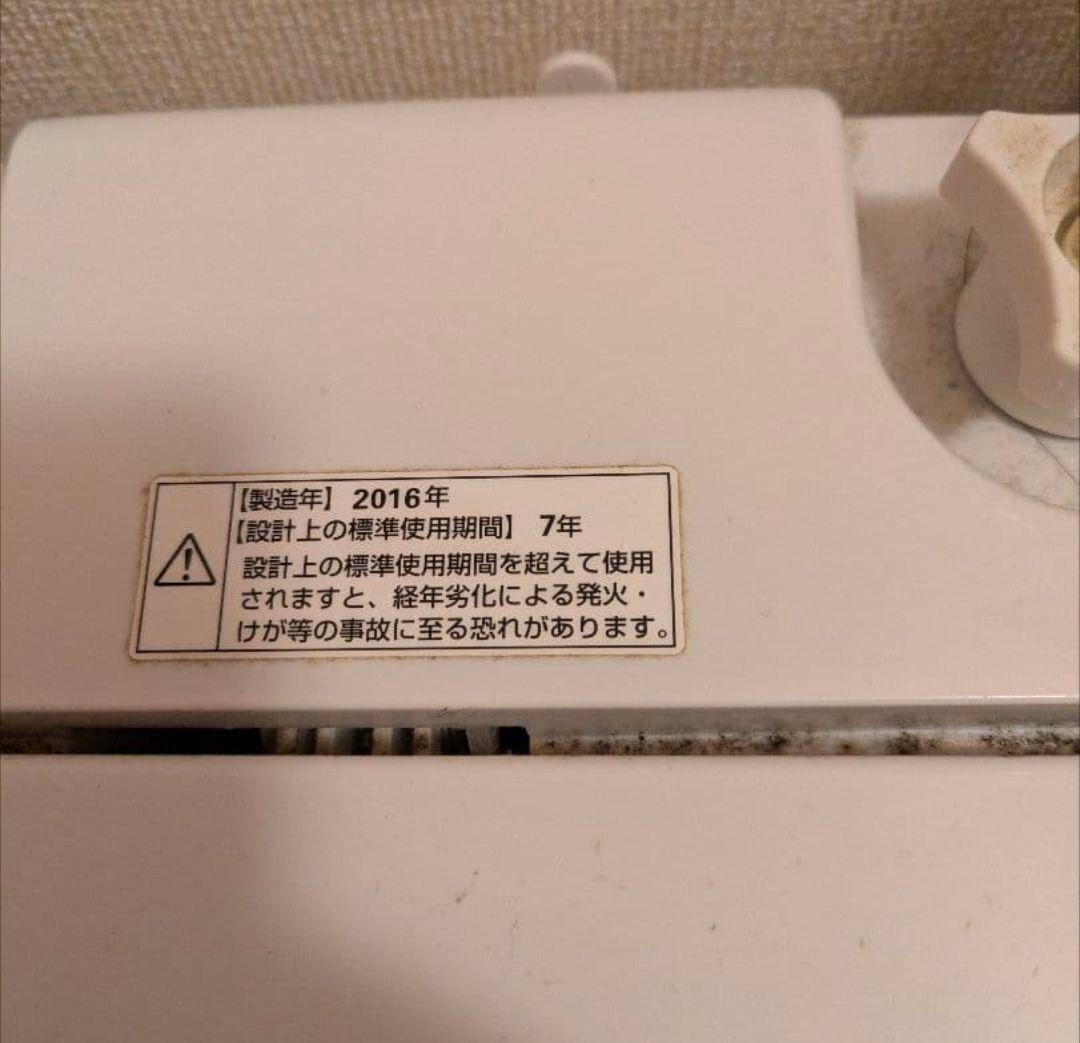 【製造年】 2016年
【設計上の標準使用期間】 7年
設計上の標準使用期間を超えて使用
されますと、経年劣化による発火・
けが等の事故に至る恐れがあります。